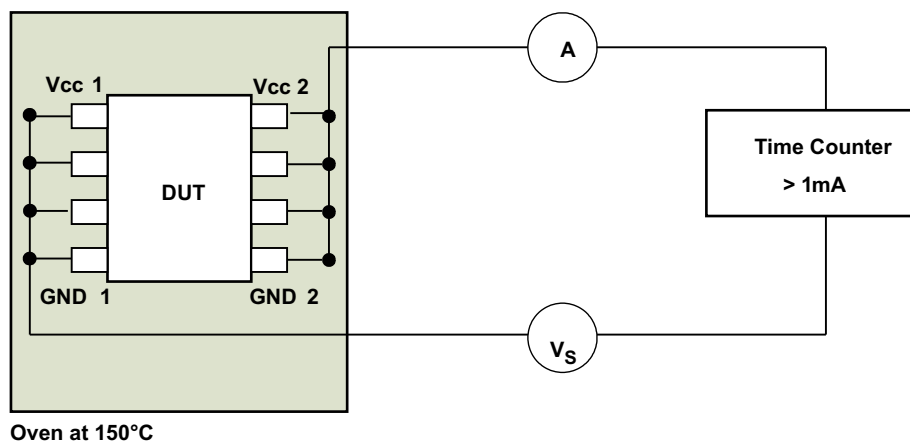 A
Vcc 1
Vcc 2
Time Counter
> 1mA
DUT
GND 1
GND 2
VS
Oven at 150°C